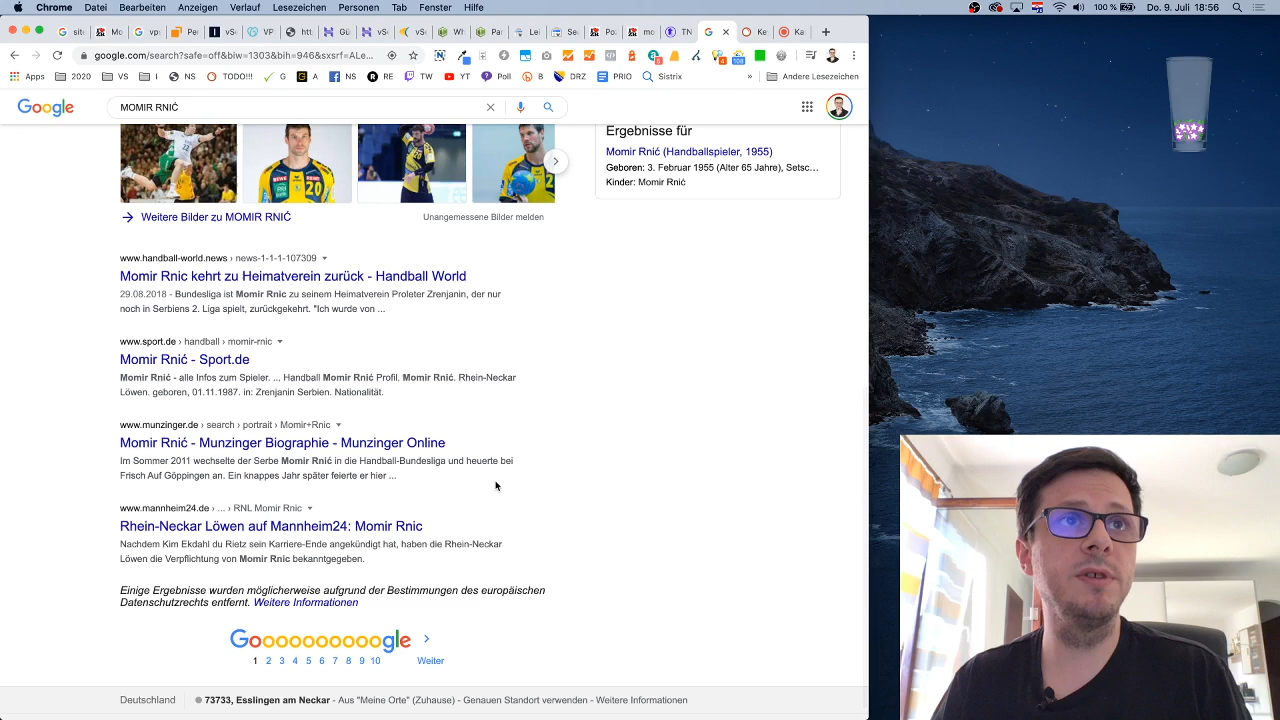 Chrome Datei Bearbeiten Anzeigen Verlauf Lesezeichen Personen Tab Fenster Hilfe 100 % Do 9. Juli 18:56
google.com/search?safe=off&biw=1303&bih=946&sxsrf=ALe...
Apps 2020 VS I NS TODO!!! G A NS RE TW YT Poll B DRZ PRIO Sistrix » Andere Lesezeichen
Google MOMIR RNIĆ
Ergebnisse für
Momir Rnić (Handballspieler, 1955)
Geboren: 3. Februar 1955 (Alter 65 Jahre), Setsc...
Kinder: Momir Rnić
Weitere Bilder zu MOMIR RNIĆ Unangemessene Bilder melden
www.handball-world.news › news-1-1-1-107309
Momir Rnic kehrt zu Heimatverein zurück - Handball World
29.08.2018 - Bundesliga ist Momir Rnic zu seinem Heimatverein Proleter Zrenjanin, der nur
noch in Serbiens 2. Liga spielt, zurückgekehrt. "Ich wurde von ...
www.sport.de › handball › momir-rnic
Momir Rnić - Sport.de
Momir Rnić - alle Infos zum Spieler. ... Handball Momir Rnić Profil. Momir Rnić. Rhein-Neckar
Löwen. geboren, 01.11.1987. in: Zrenjanin Serbien. Nationalität.
www.munzinger.de › search › portrait › Momir+Rnic
Momir Rnić - Munzinger Biographie - Munzinger Online
Im Sommer 2011 wechselte der Serbe Momir Rnić in die Handball-Bundesliga und heuerte bei
Frisch Auf Göppingen an. Ein knappes Jahr später feierte er hier ...
www.mannheim24.de › ... › RNL Momir Rnic
Rhein-Neckar Löwen auf Mannheim24: Momir Rnic
Nachdem Kim Ekdahl du Rietz sein Karriere-Ende angekündigt hat, haben die Rhein-Neckar
Löwen die Verpflichtung von Momir Rnic bekanntgegeben.
Einige Ergebnisse wurden möglicherweise aufgrund der Bestimmungen des europäischen
Datenschutzrechts entfernt. Weitere Informationen
Goooooooooogle
1 2 3 4 5 6 7 8 9 10 Weiter
Deutschland 73733, Esslingen am Neckar - Aus "Meine Orte" (Zuhause) - Genauen Standort verwenden - Weitere Informationen